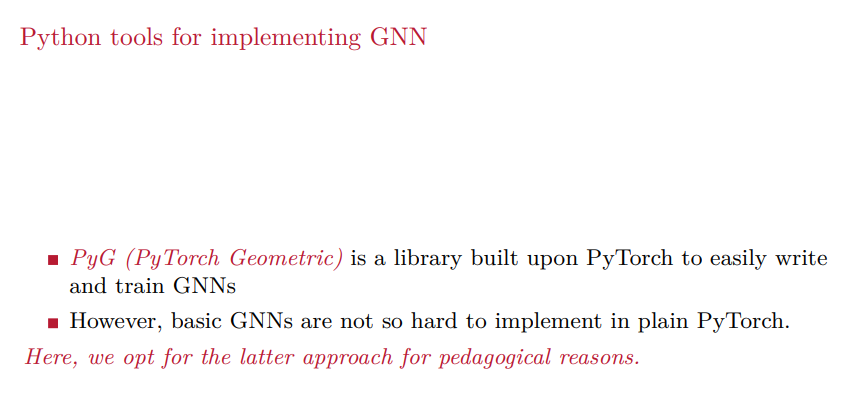 Python tools for implementing GNN
PyG (PyTorch Geometric) is a library built upon PyTorch to easily write
and train GNNs
However, basic GNNs are not so hard to implement in plain PyTorch.
Here, we opt for the latter approach for pedagogical reasons.